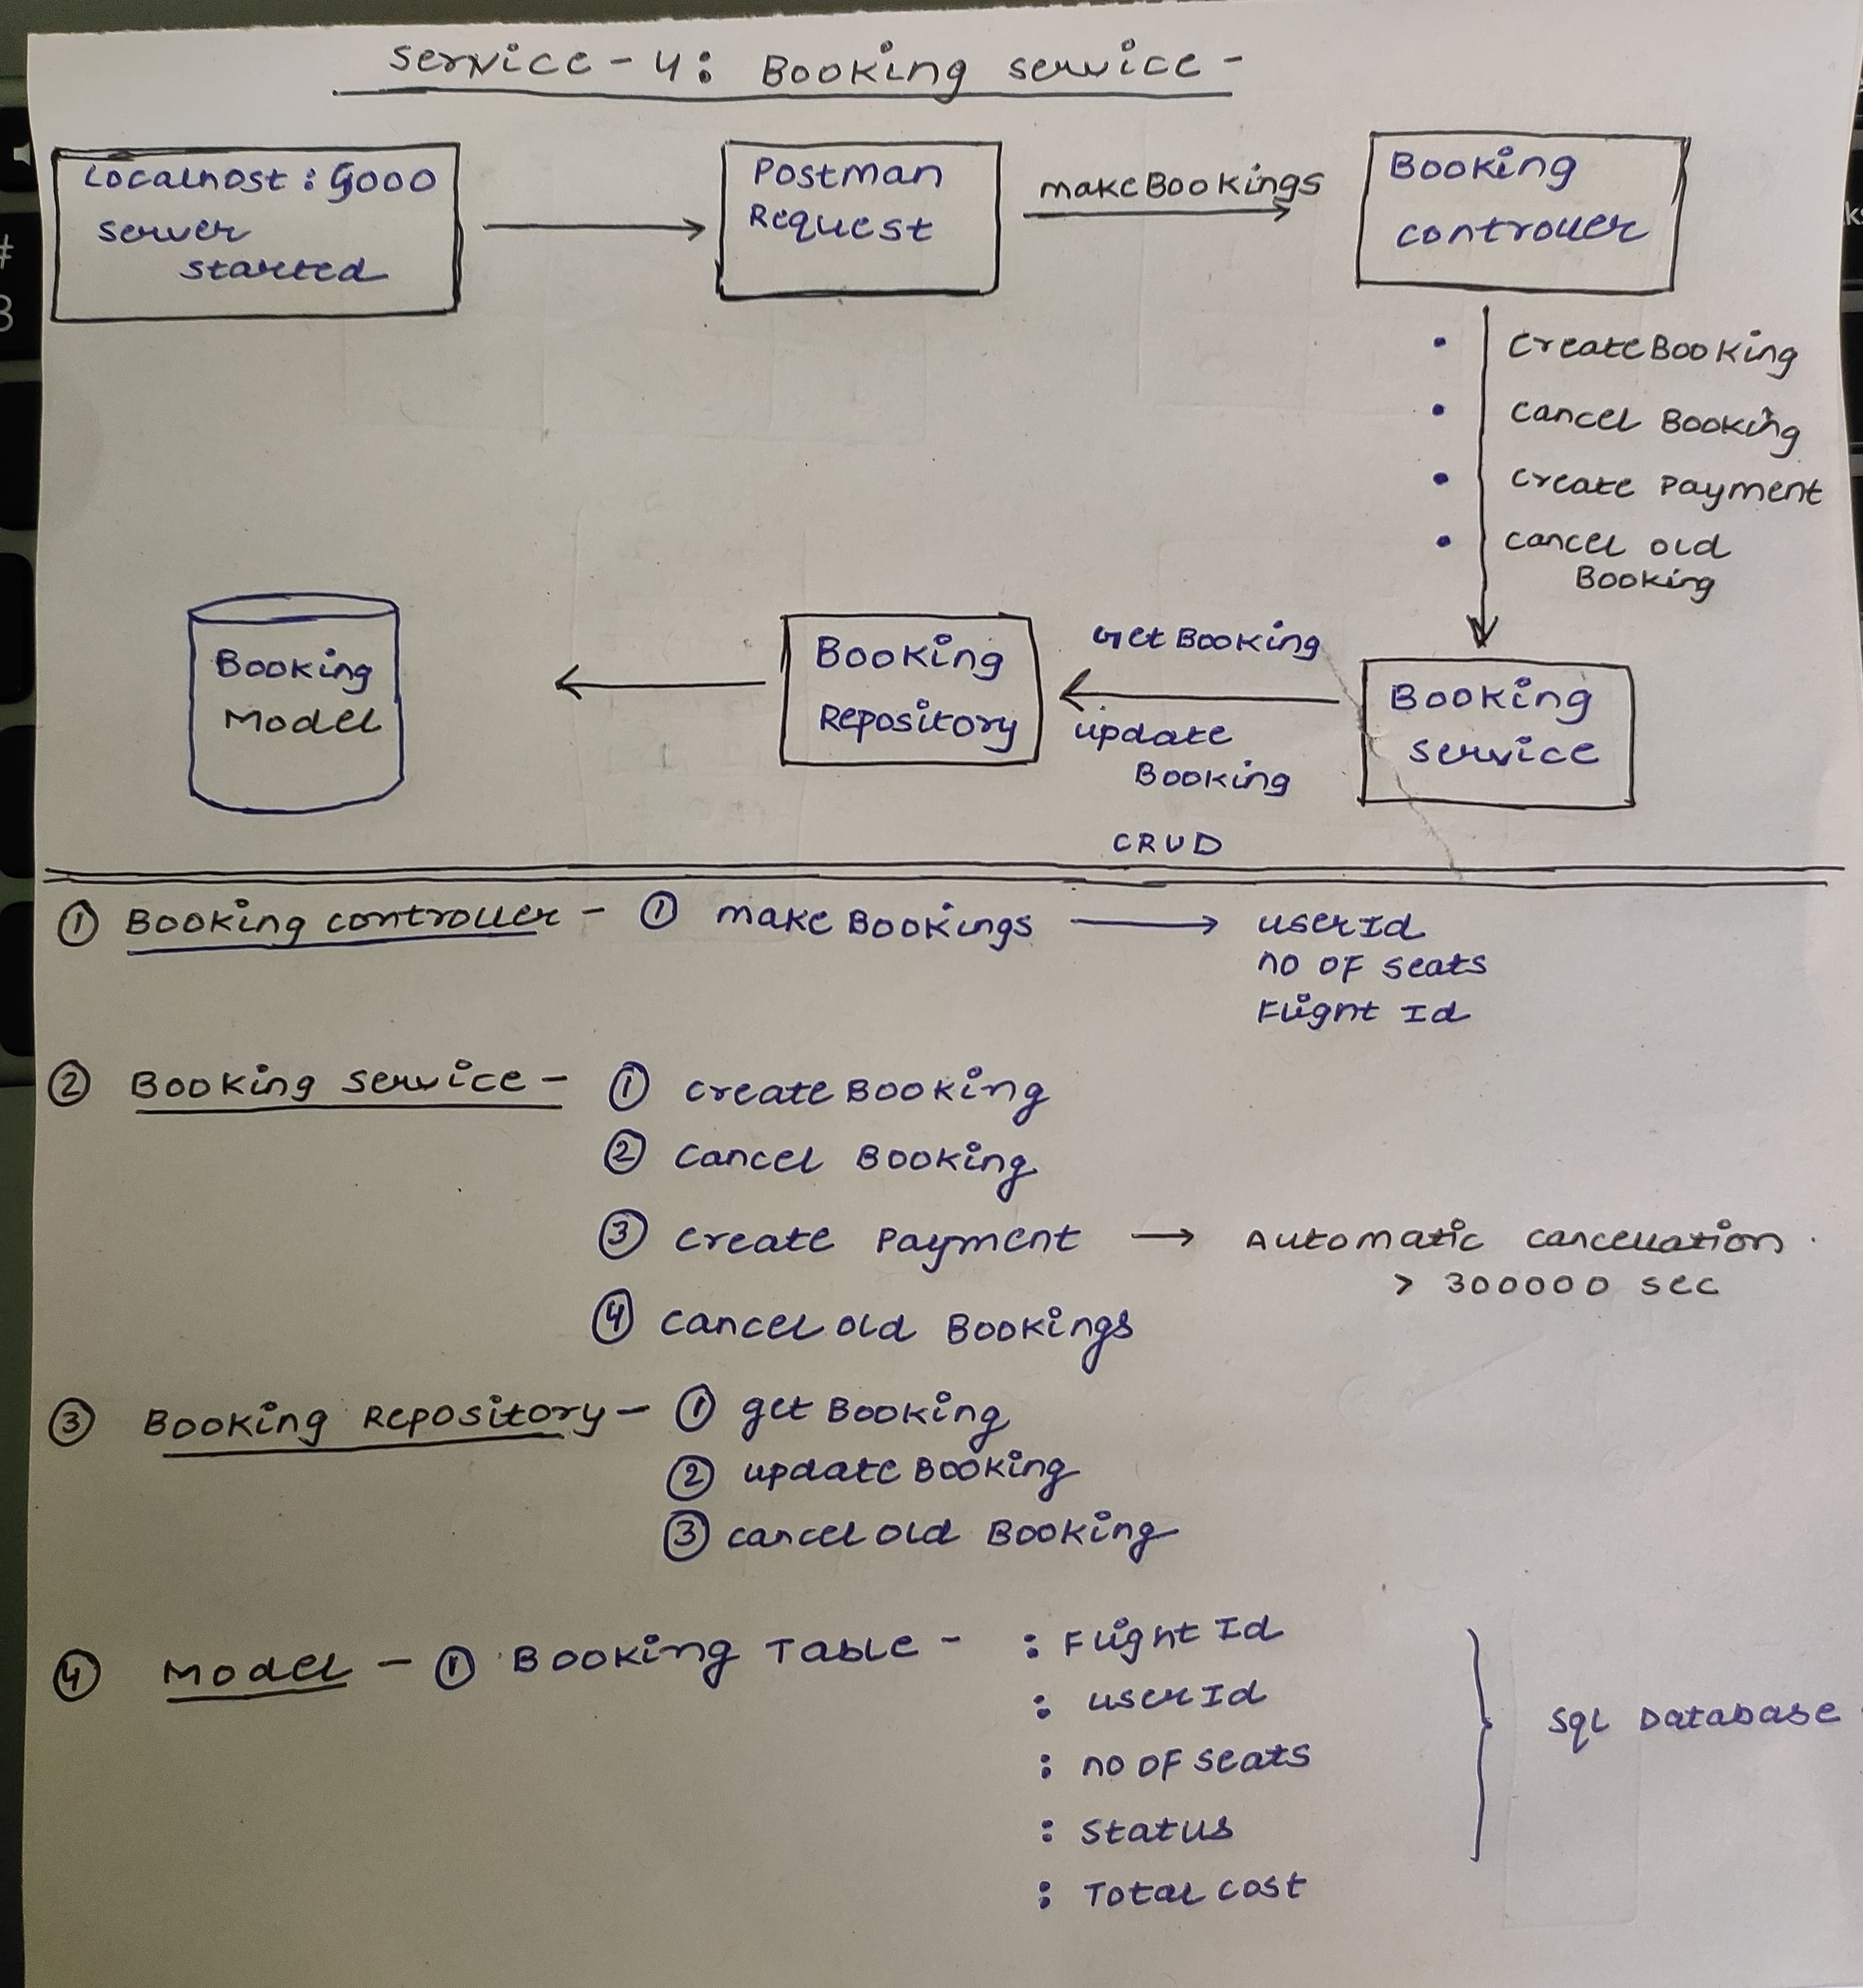 Service - 4: Booking service -
Localhost: 9000
server
started
Postman
Request
makeBookings
Booking
controller
CreateBooking
Cancel Booking
Create Payment
Cancel old
Booking
Booking
Model
Booking
Repository
Get Booking
update
Booking
Booking
service
CRUD
① Booking controller - ① make Bookings → userId
no of seats
Flight Id
② Booking service - ① create Booking
② Cancel Booking
③ Create Payment → Automatic cancellation
> 300000 sec
④ Cancel old Bookings
③ Booking Repository - ① get Booking
② update Booking
③ cancel old Booking
④ Model - ① Booking Table - : Flight Id
: userId
: no of seats
: Status
: Total cost
Sql Database